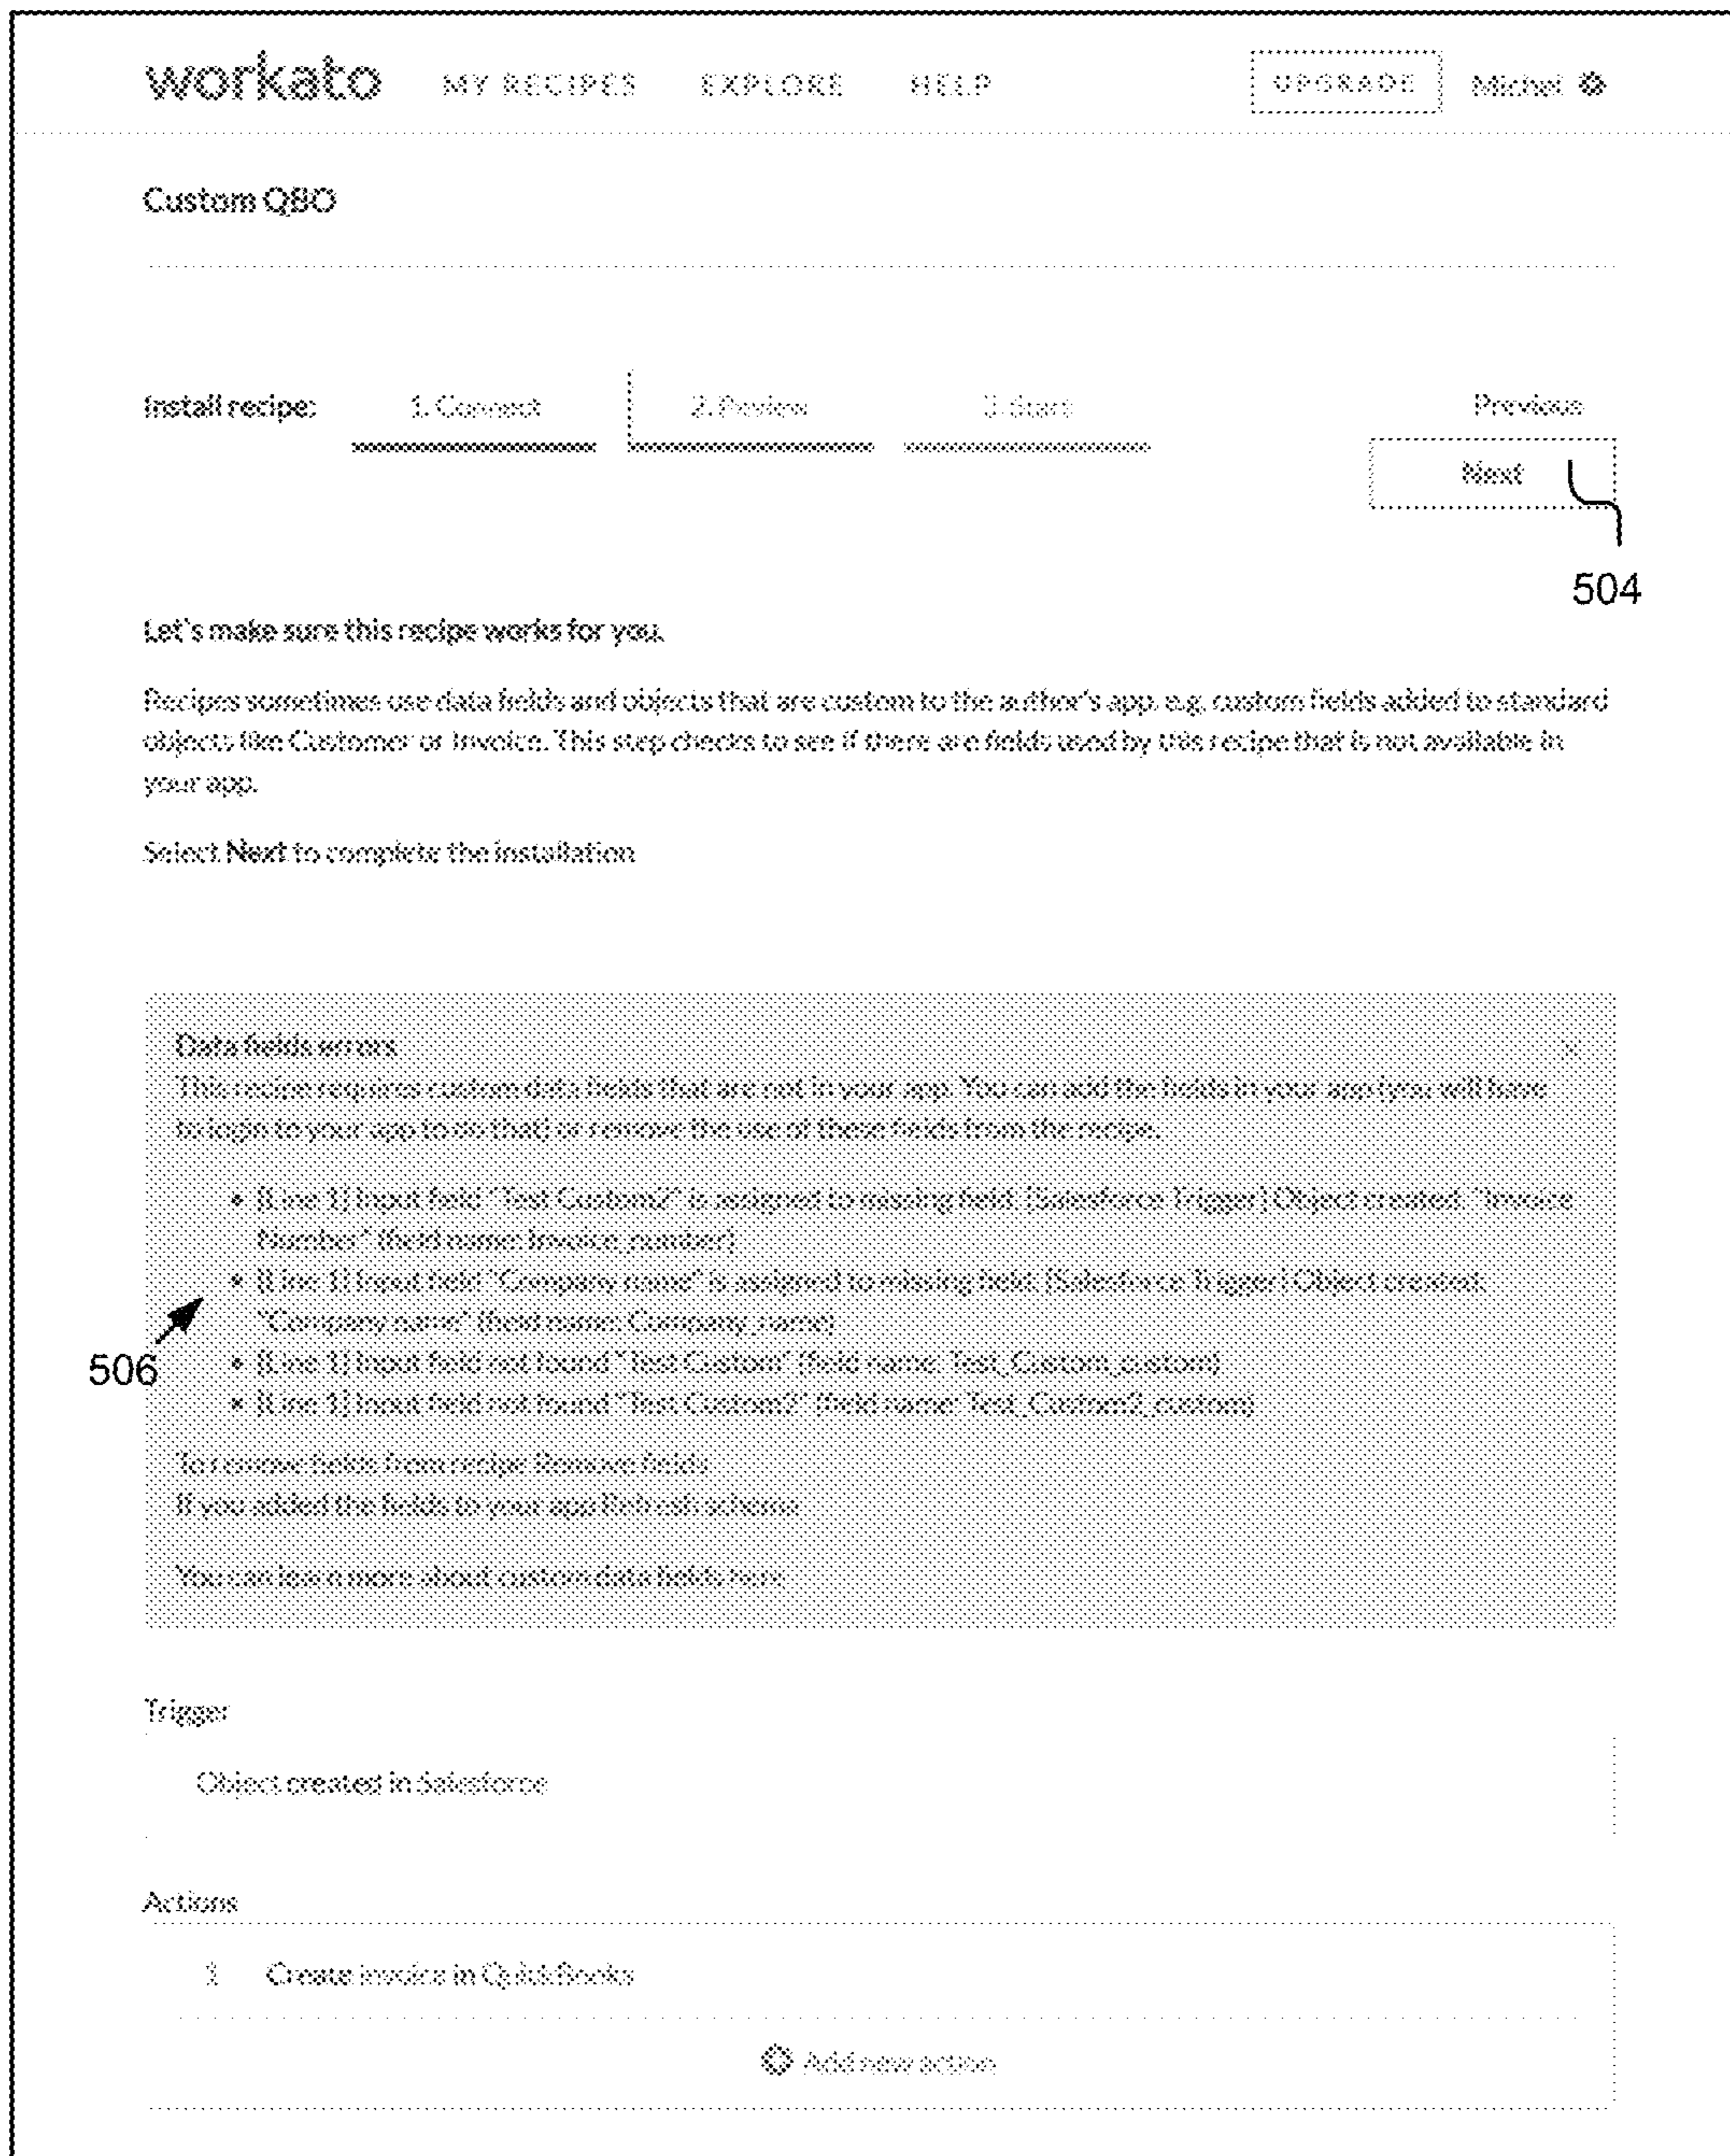 workato MY RECIPES EXPLORE HELP UPGRADE Michel
Custom QBO
Install recipe: 1. Connect 2. Preview 3. Start Previous
Next
504
Let's make sure this recipe works for you.
Recipes sometimes use data fields and objects that are custom to the author's app. e.g. custom fields added to standard
objects like Customer or Invoice. This step checks to see if there are fields used by this recipe that is not available in
your app.
Select Next to complete the installation
Data fields errors
This recipe requires custom data fields that are not in your app. You can add the fields in your app (you will have
to login to your app to do that) or remove the use of these fields from the recipe.
• [Line 1] Input field "Test Custom2" is assigned to missing field: [Salesforce Trigger] Object created: "Invoice
Number" (field name: Invoice_number)
• [Line 1] Input field "Company name" is assigned to missing field: [Salesforce Trigger] Object created:
"Company name" (field name: Company_name)
506
• [Line 1] Input field not found "Test Custom" (field name Test_Custom_custom)
• [Line 1] Input field not found "Test Custom2" (field name Test_Custom2_custom)
To remove fields from recipe Remove fields
If you added the fields to your app Refresh schema
You can learn more about custom data fields here
Trigger
Object created in Salesforce
Actions
1 Create invoice in QuickBooks
Add new action